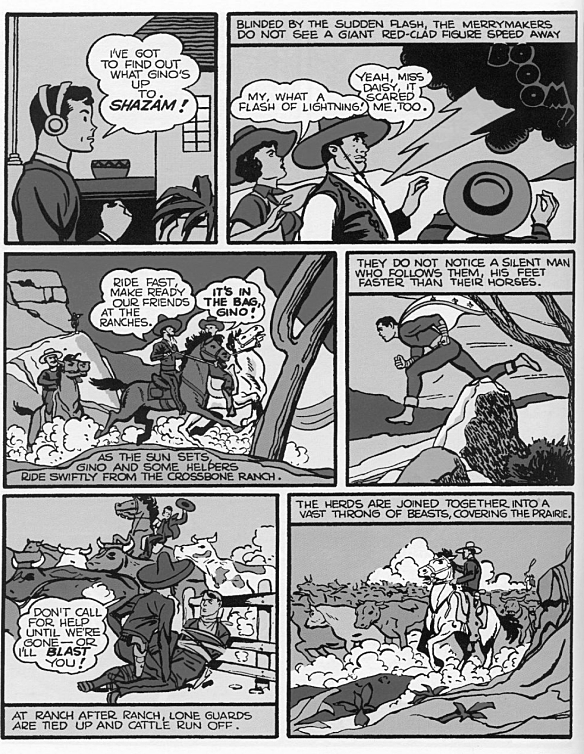 I'VE GOT
TO FIND OUT
WHAT GINO'S
UP
TO.
SHAZAM!
BLINDED BY THE SUDDEN FLASH, THE MERRYMAKERS
DO NOT SEE A GIANT RED-CLAD FIGURE SPEED AWAY
MY, WHAT A
FLASH OF LIGHTNING!
YEAH, MISS
DAISY, IT
SCARED
ME, TOO.
BOOOM!
RIDE FAST,
MAKE READY
OUR FRIENDS
AT THE
RANCHES.
IT'S IN
THE BAG,
GINO!
AS THE SUN SETS,
GINO AND SOME HELPERS
RIDE SWIFTLY FROM THE CROSSBONE RANCH.
THEY DO NOT NOTICE A SILENT MAN
WHO FOLLOWS THEM, HIS FEET
FASTER THAN THEIR HORSES.
DON'T CALL
FOR HELP
UNTIL WE'RE
GONE—OR
I'LL BLAST
YOU!
AT RANCH AFTER RANCH, LONE GUARDS
ARE TIED UP AND CATTLE RUN OFF.
THE HERDS ARE JOINED TOGETHER INTO A
VAST THRONG OF BEASTS, COVERING THE PRAIRIE.